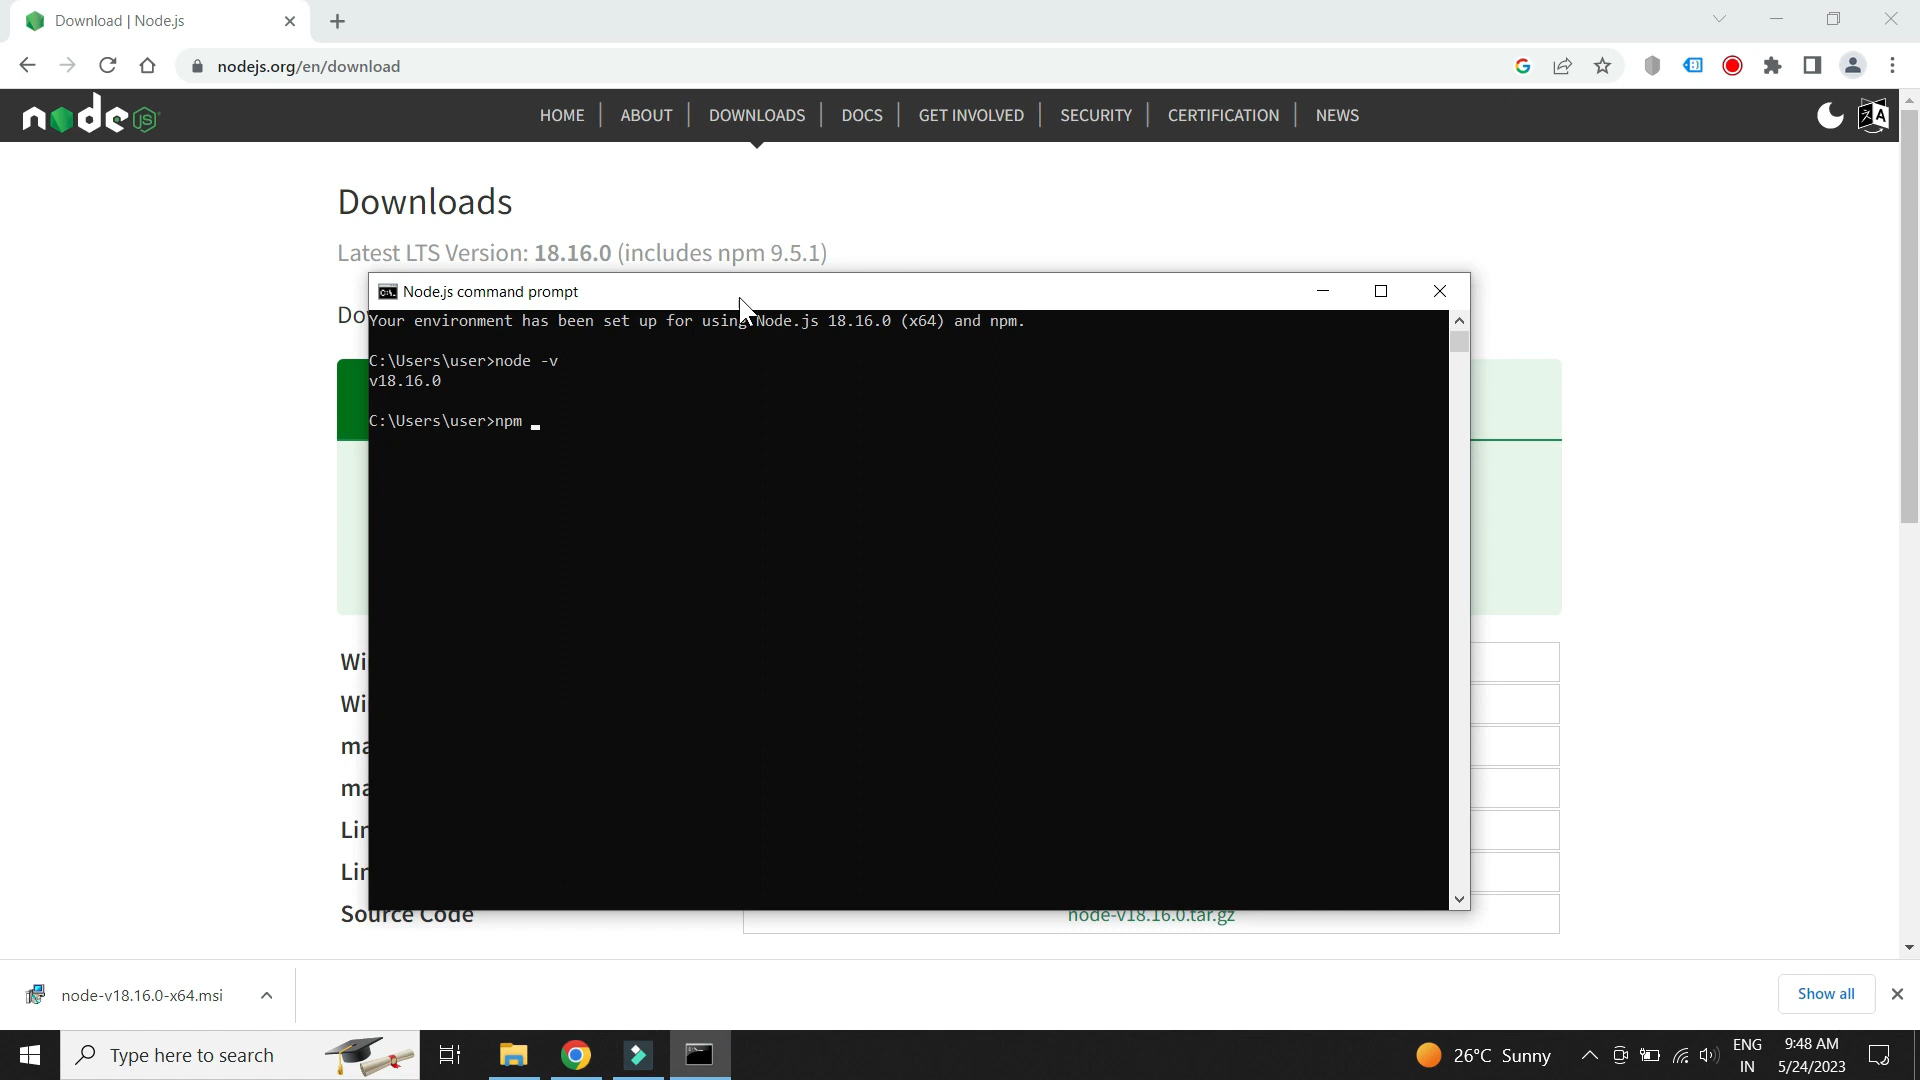 Download | Node.js
nodejs.org/en/download
node JS
HOME
ABOUT
DOWNLOADS
DOCS
GET INVOLVED
SECURITY
CERTIFICATION
NEWS
Downloads
Latest LTS Version: 18.16.0 (includes npm 9.5.1)
Node.js command prompt
Your environment has been set up for using Node.js 18.16.0 (x64) and npm.
C:\Users\user>node -v
v18.16.0
C:\Users\user>npm
Source Code
node-v18.16.0.tar.gz
node-v18.16.0-x64.msi
Show all
Type here to search
26°C Sunny
ENG
IN
9:48 AM
5/24/2023